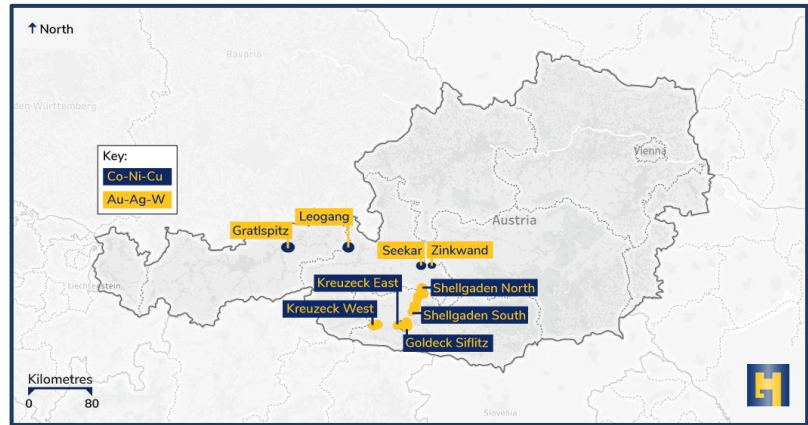 ↑ North
Bavaria
den-Württemberg
Vienna
Key:
Co-Ni-Cu
Au-Ag-W
Leogang
Gratlspitz
Austria
Seekar
Zinkwand
Kreuzeck East
Shellgaden North
Liechtenstein
Kreuzeck West
Shellgaden South
Goldeck Siflitz
Kilometres
0 80
Slovenia